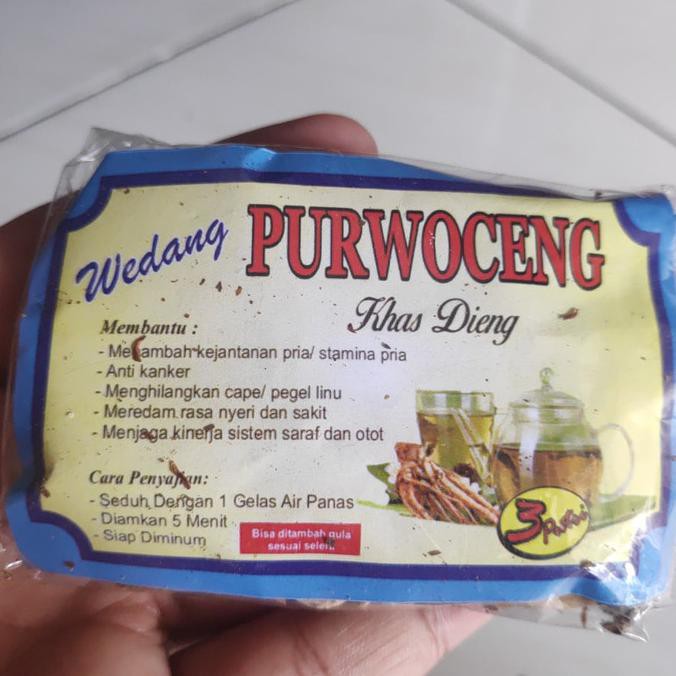 Wedang PURWOCENG
Khas Dieng
Membantu :
- Menambah kejantanan pria/ stamina pria
- Anti kanker
- Menghilangkan cape/ pegel linu
- Meredam rasa nyeri dan sakit
- Menjaga kinerja sistem saraf dan otot
Cara Penyajian:
- Seduh Dengan 1 Gelas Air Panas
- Diamkan 5 Menit
- Siap Diminum
Bisa ditambah gula
sesuai selera
3 Putri